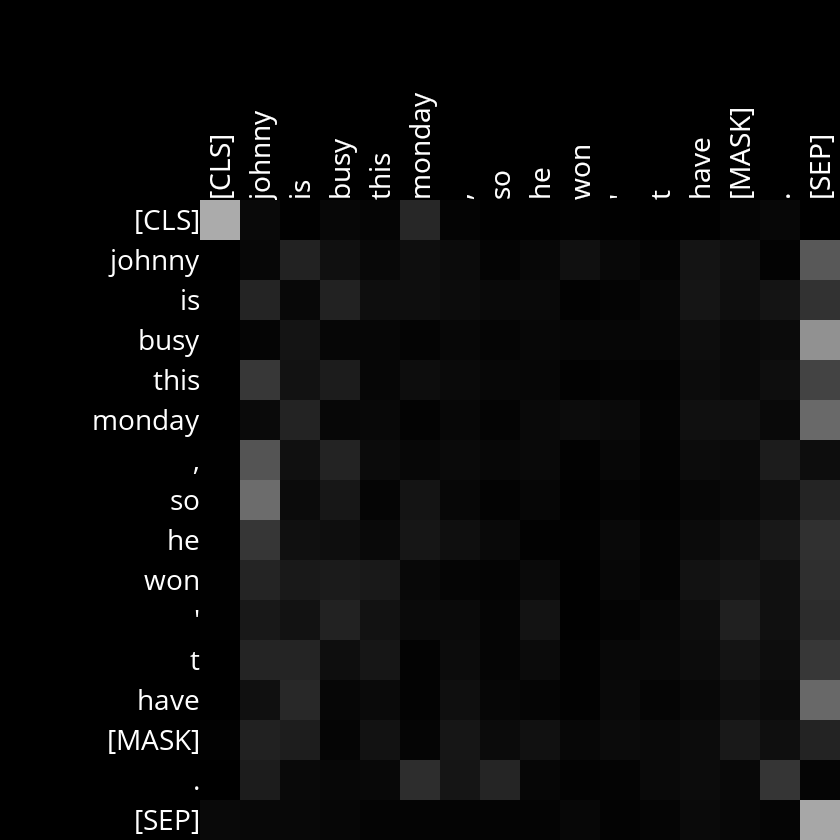 [CLS] johnny is busy this monday , so he won ' t have [MASK] . [SEP]
[CLS]
johnny
is
busy
this
monday
,
so
he
won
'
t
have
[MASK]
.
[SEP]